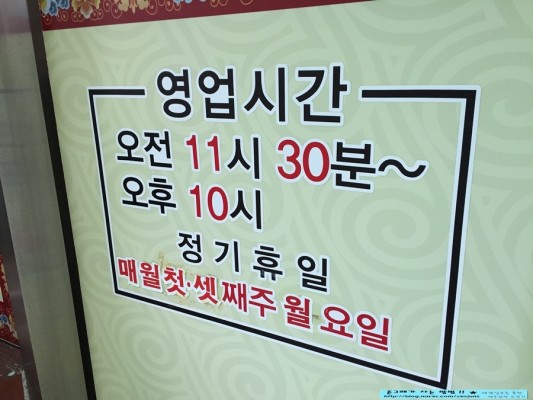 영업시간
오전 11시 30분~
오후 10시
정기휴일
매월첫·셋째주 월요일